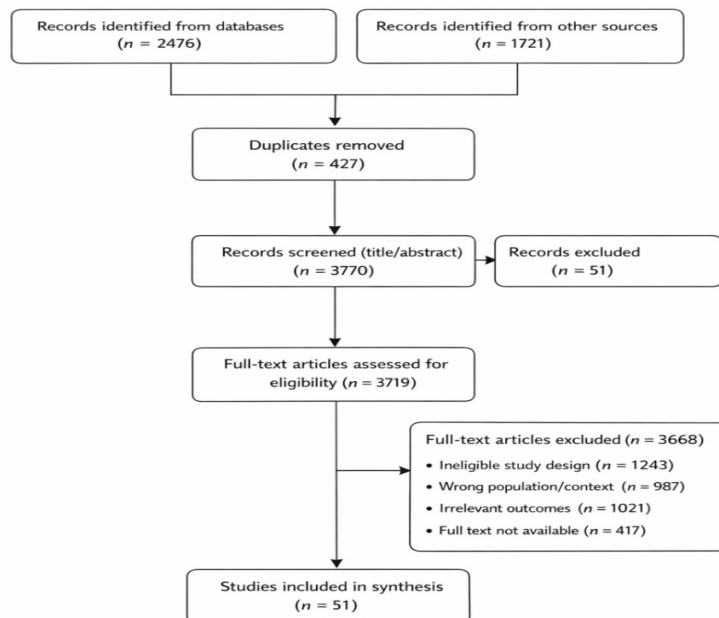 Records identified from databases
(n = 2476)
Records identified from other sources
(n = 1721)
Duplicates removed
(n = 427)
Records screened (title/abstract)
(n = 3770)
Records excluded
(n = 51)
Full-text articles assessed for
eligibility (n = 3719)
Full-text articles excluded (n = 3668)
• Ineligible study design (n = 1243)
• Wrong population/context (n = 987)
• Irrelevant outcomes (n = 1021)
• Full text not available (n = 417)
Studies included in synthesis
(n = 51)